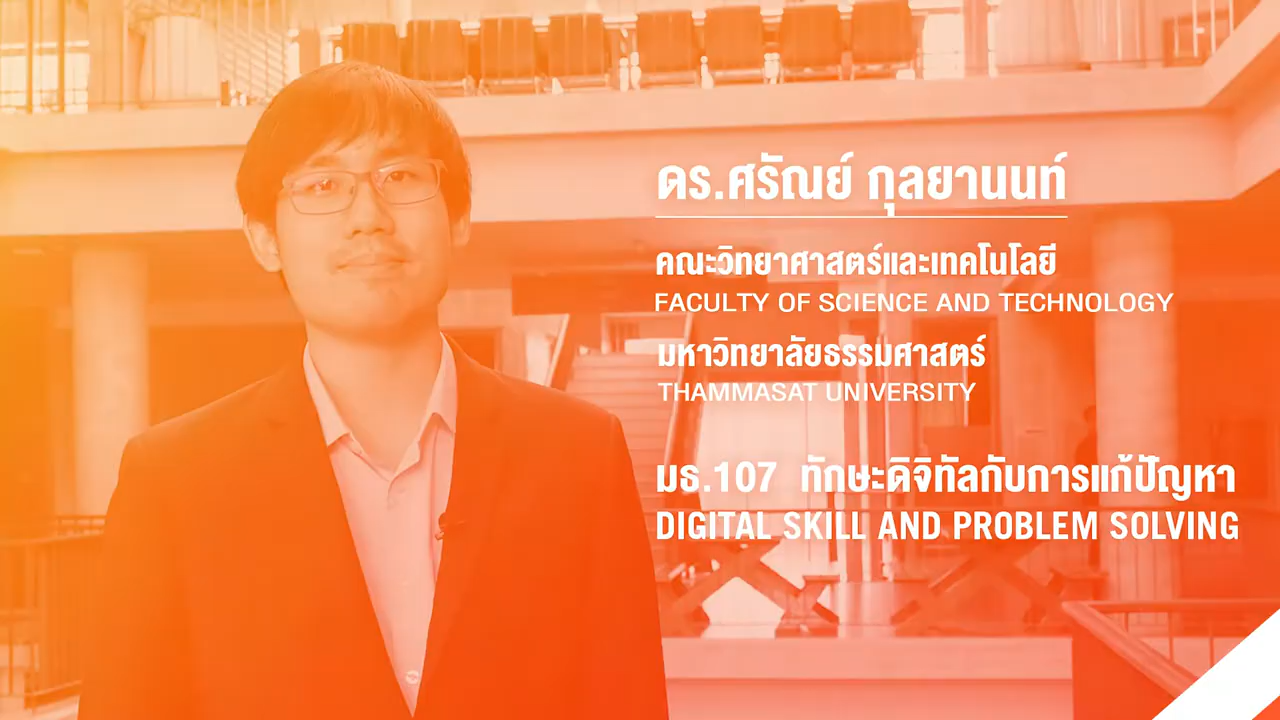 ดร.ศรัณย์ กุลยานนท์
คณะวิทยาศาสตร์และเทคโนโลยี
FACULTY OF SCIENCE AND TECHNOLOGY
มหาวิทยาลัยธรรมศาสตร์
THAMMASAT UNIVERSITY
มธ.107 ทักษะดิจิทัลกับการแก้ปัญหา
DIGITAL SKILL AND PROBLEM SOLVING